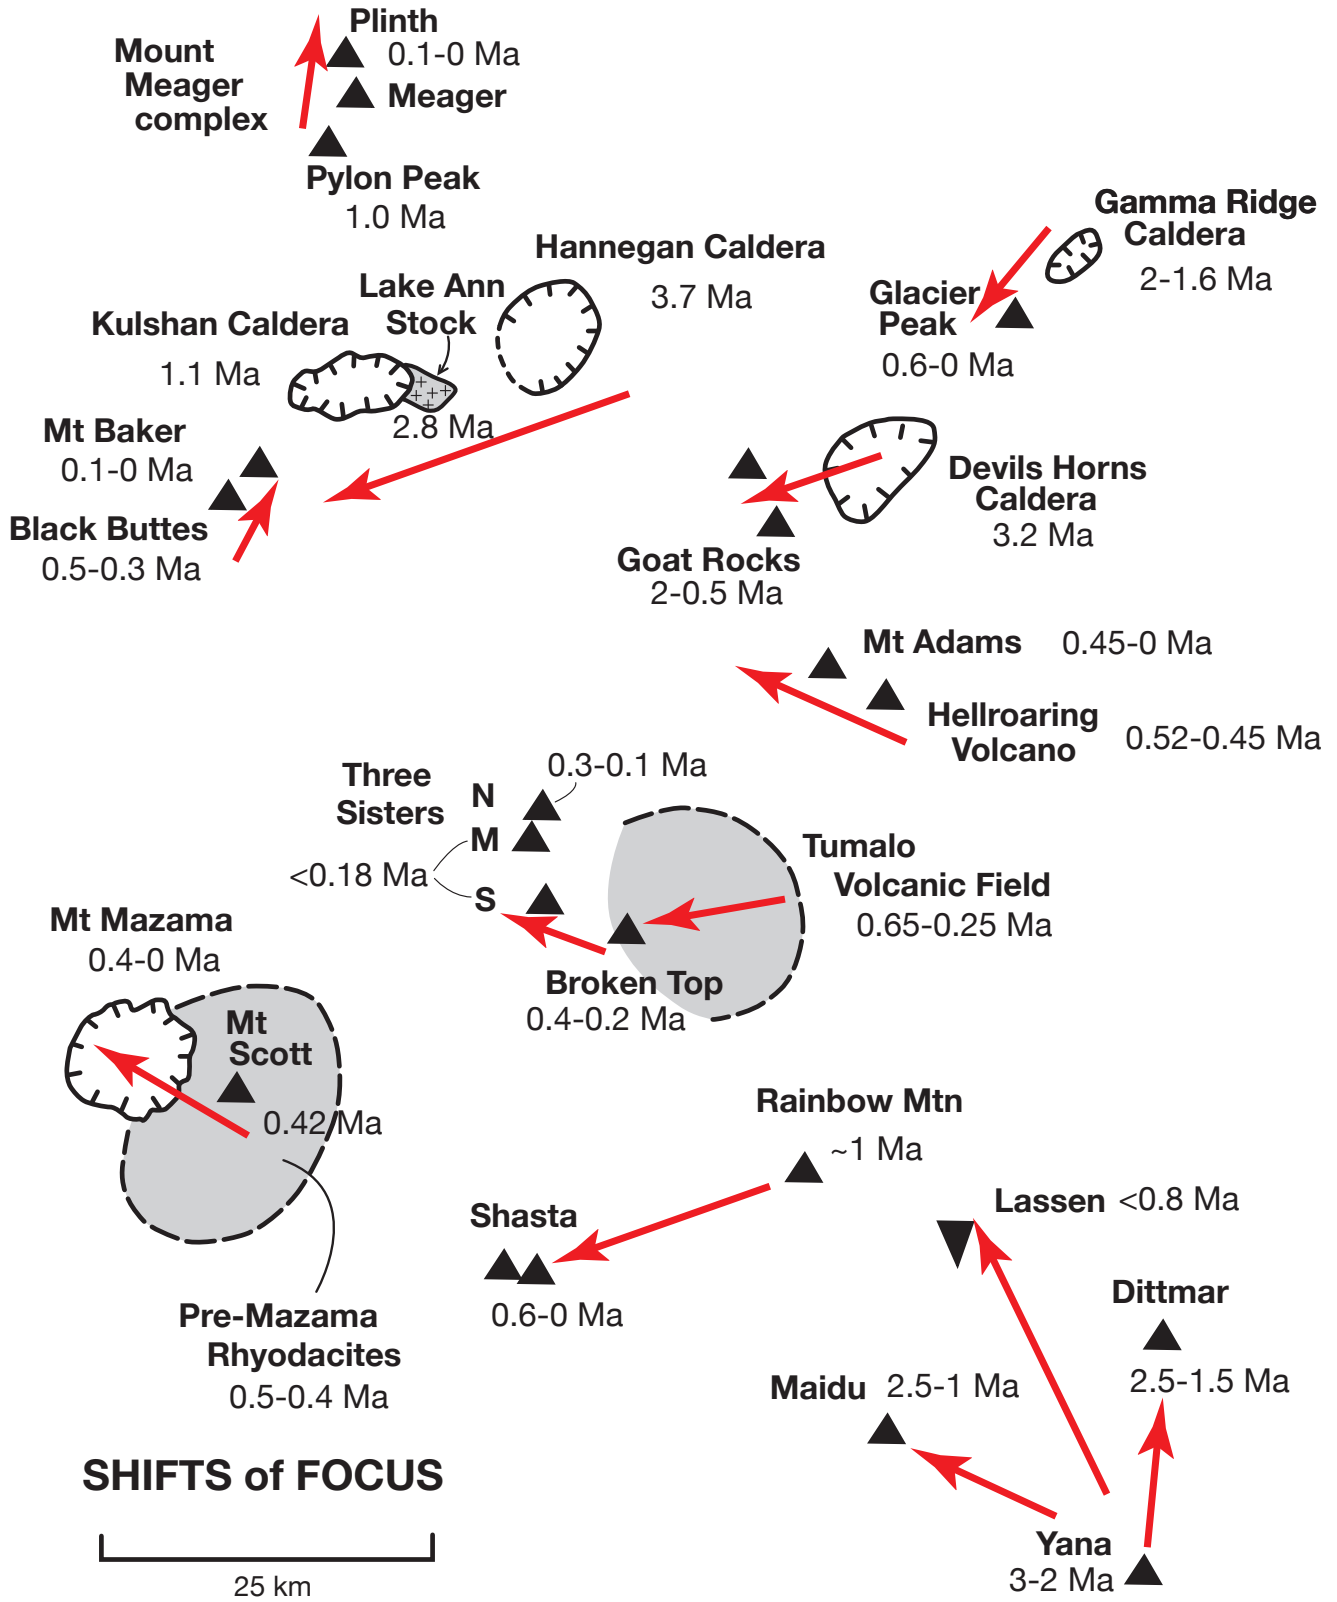 Plinth
0.1-0 Ma
Mount
Meager
complex
Meager
Pylon Peak
1.0 Ma
Gamma Ridge
Caldera
2-1.6 Ma
Hannegan Caldera
3.7 Ma
Lake Ann
Stock
2.8 Ma
Kulshan Caldera
1.1 Ma
Glacier
Peak
0.6-0 Ma
Mt Baker
0.1-0 Ma
Black Buttes
0.5-0.3 Ma
Devils Horns
Caldera
3.2 Ma
Goat Rocks
2-0.5 Ma
Mt Adams 0.45-0 Ma
Hellroaring
Volcano
0.52-0.45 Ma
Three
Sisters
N
0.3-0.1 Ma
M
<0.18 Ma
S
Tumalo
Volcanic Field
0.65-0.25 Ma
Broken Top
0.4-0.2 Ma
Mt Mazama
0.4-0 Ma
Mt
Scott
0.42 Ma
Pre-Mazama
Rhyodacites
0.5-0.4 Ma
Rainbow Mtn
~1 Ma
Shasta
0.6-0 Ma
Lassen <0.8 Ma
Dittmar
2.5-1.5 Ma
Maidu 2.5-1 Ma
Yana
3-2 Ma
SHIFTS of FOCUS
25 km